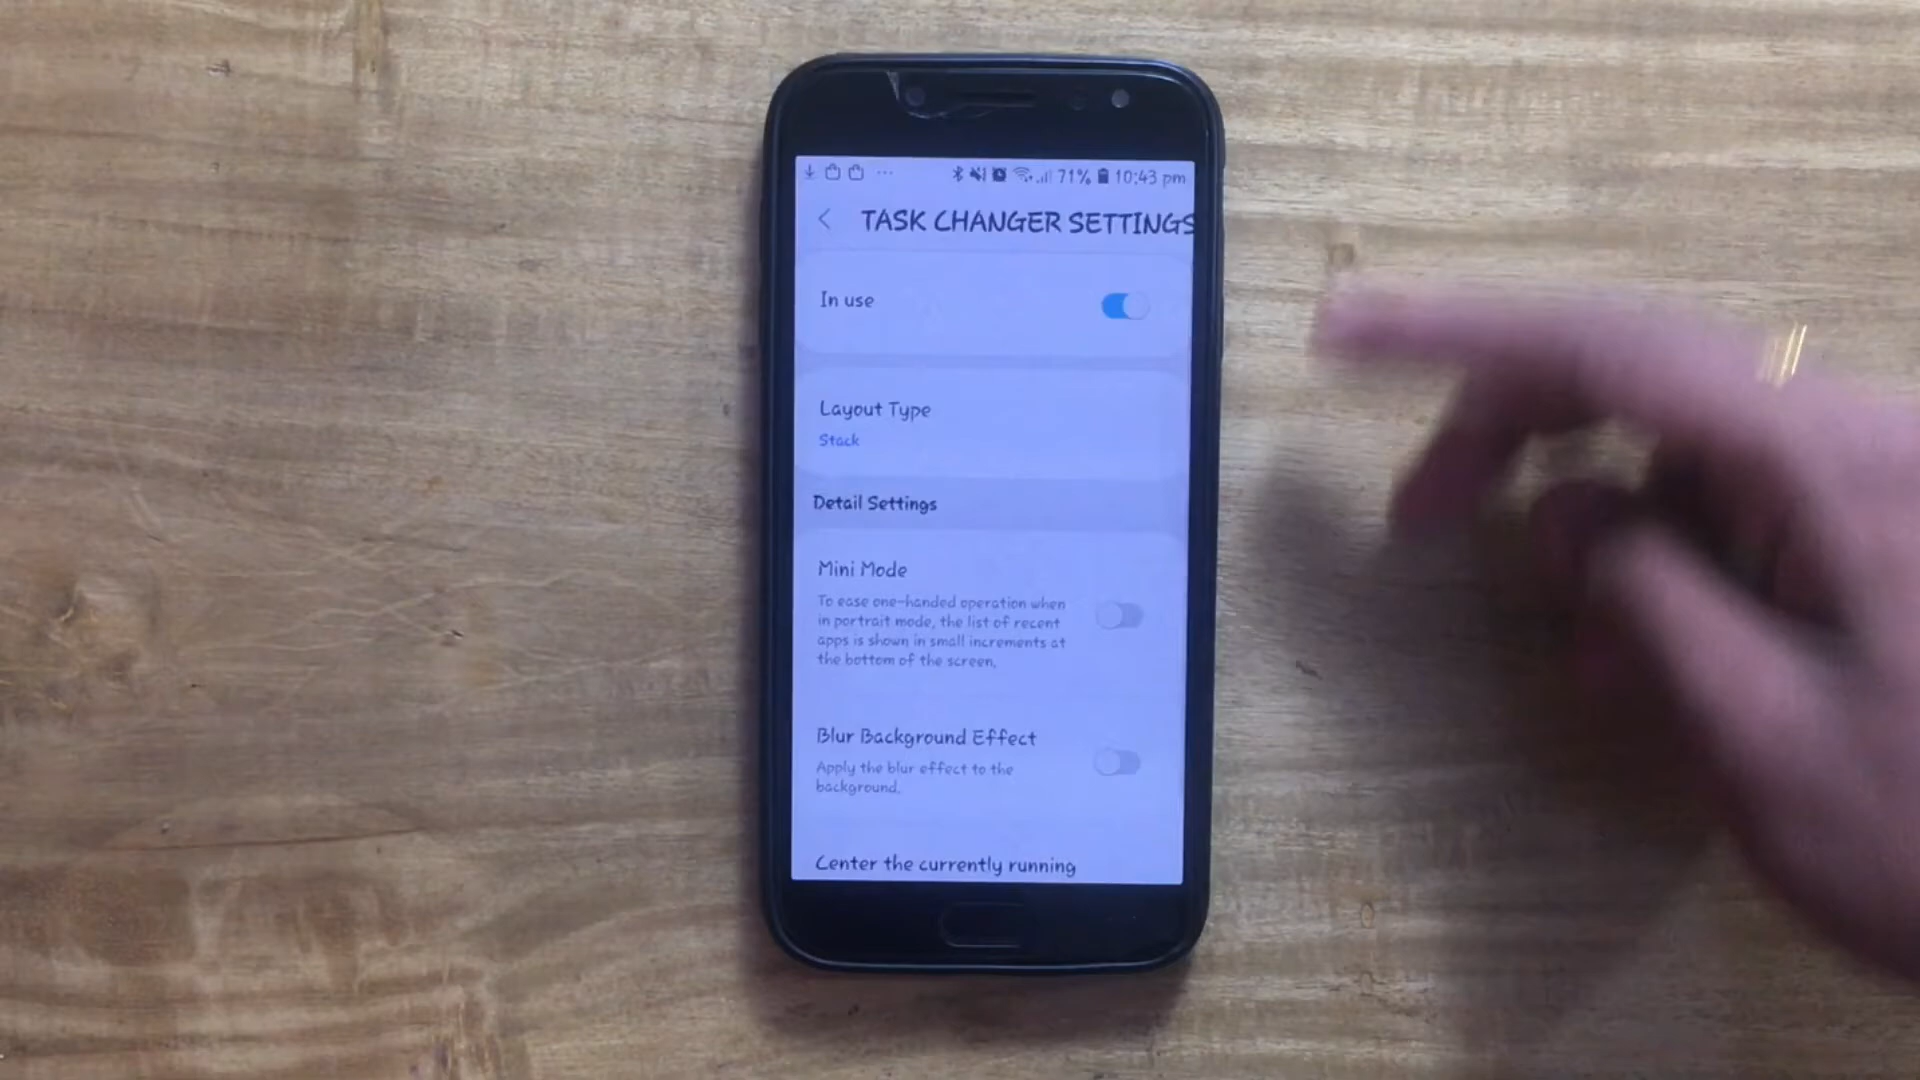 71% 10:43 pm
TASK CHANGER SETTINGS
In use
Layout Type
Stack
Detail Settings
Mini Mode
To ease one-handed operation when
in portrait mode, the list of recent
apps is shown in small increments at
the bottom of the screen.
Blur Background Effect
Apply the blur effect to the
background.
Center the currently running